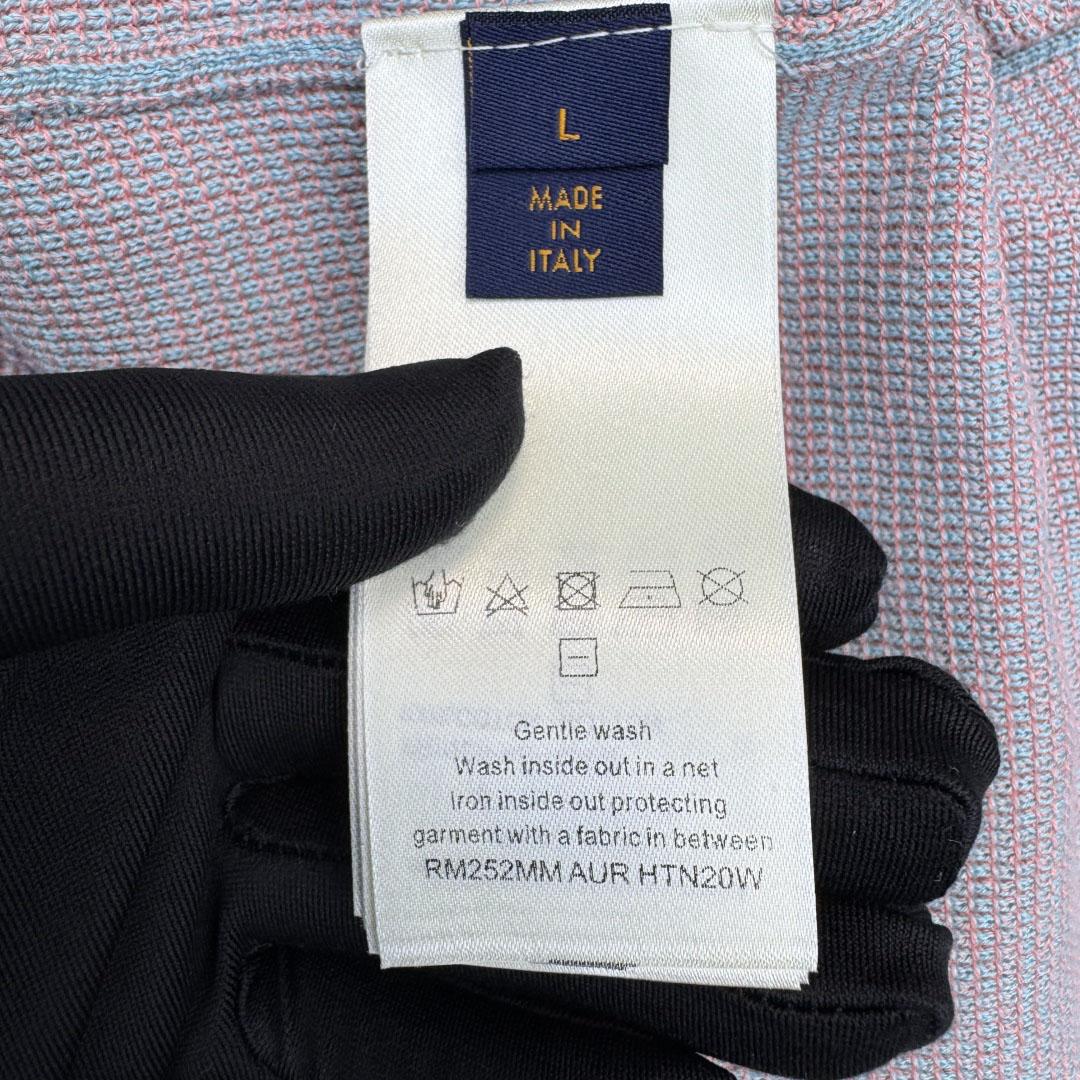 L
MADE
IN
ITALY
Gentle wash
Wash inside out in a net
Iron inside out protecting
garment with a fabric in between
RM252MM AUR HTN20W